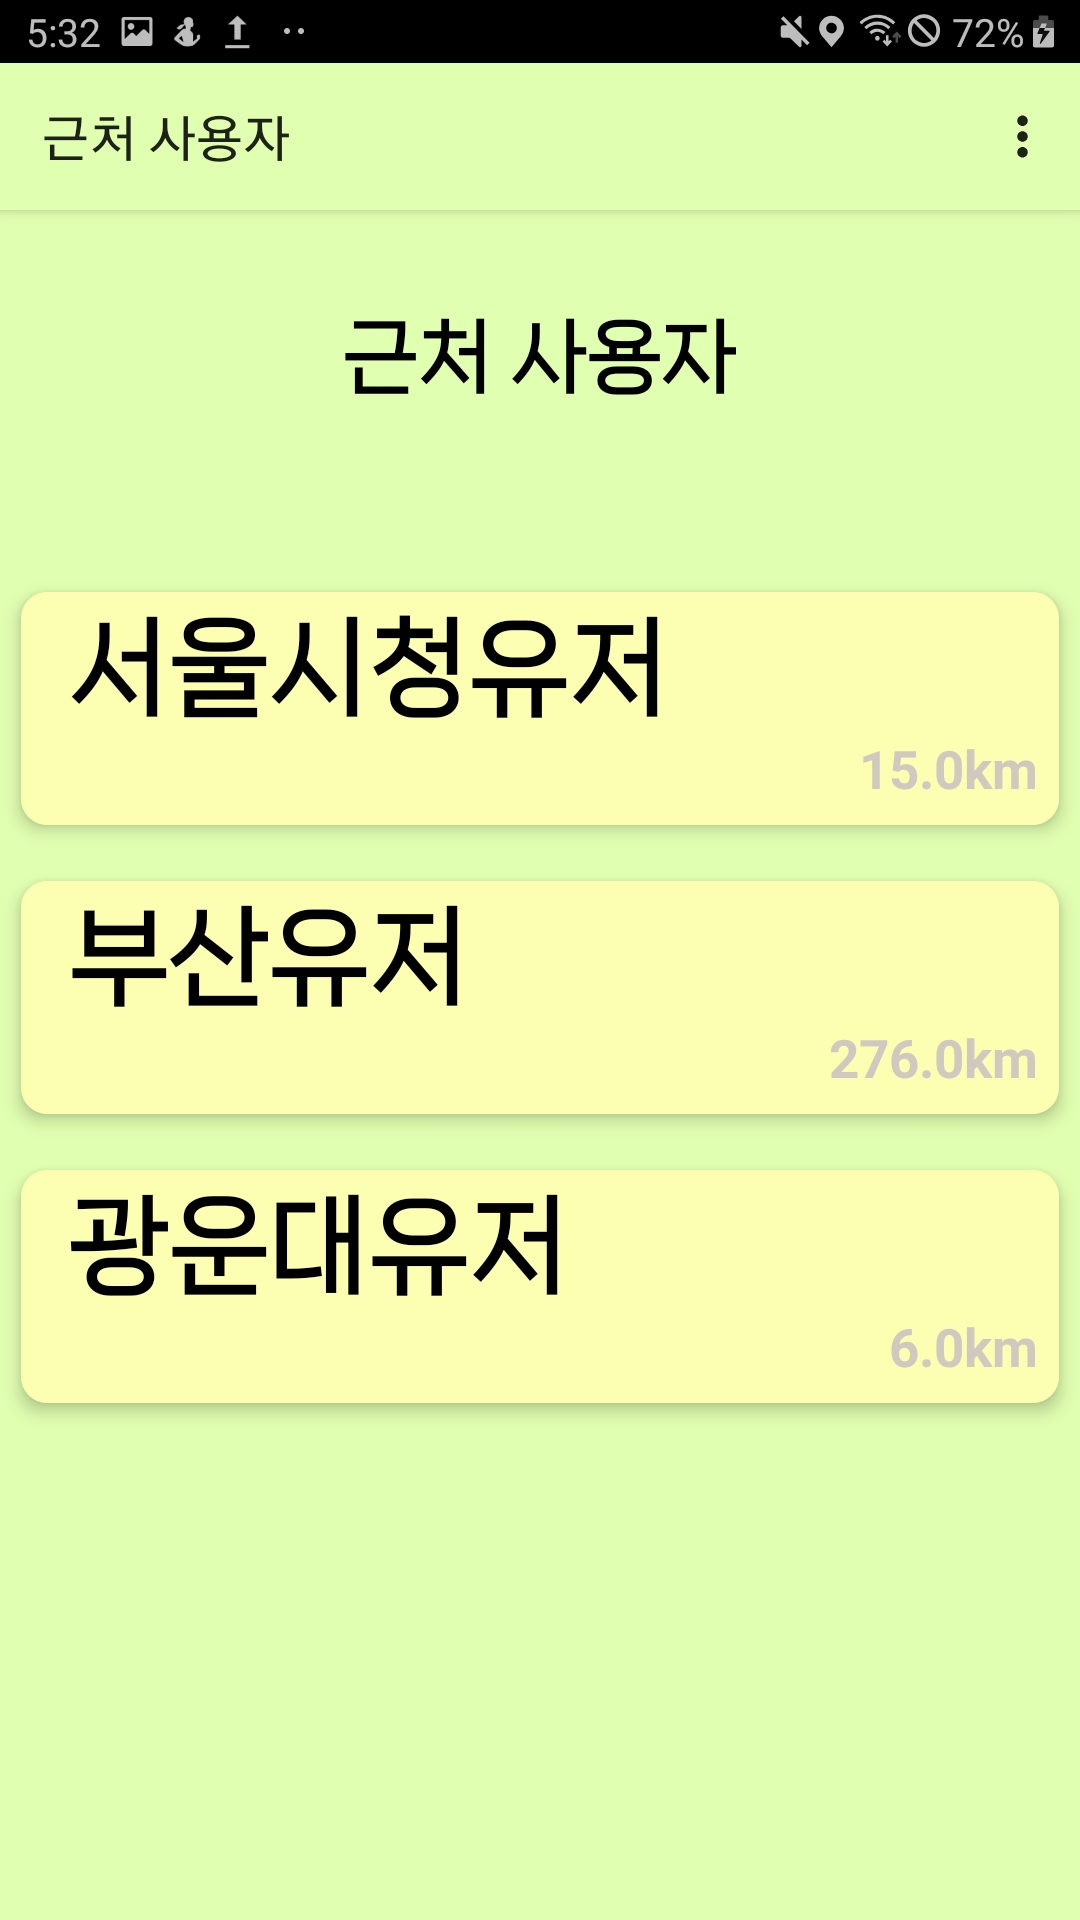 5:32 72%
근처 사용자
근처 사용자
서울시청유저
15.0km
부산유저
276.0km
광운대유저
6.0km